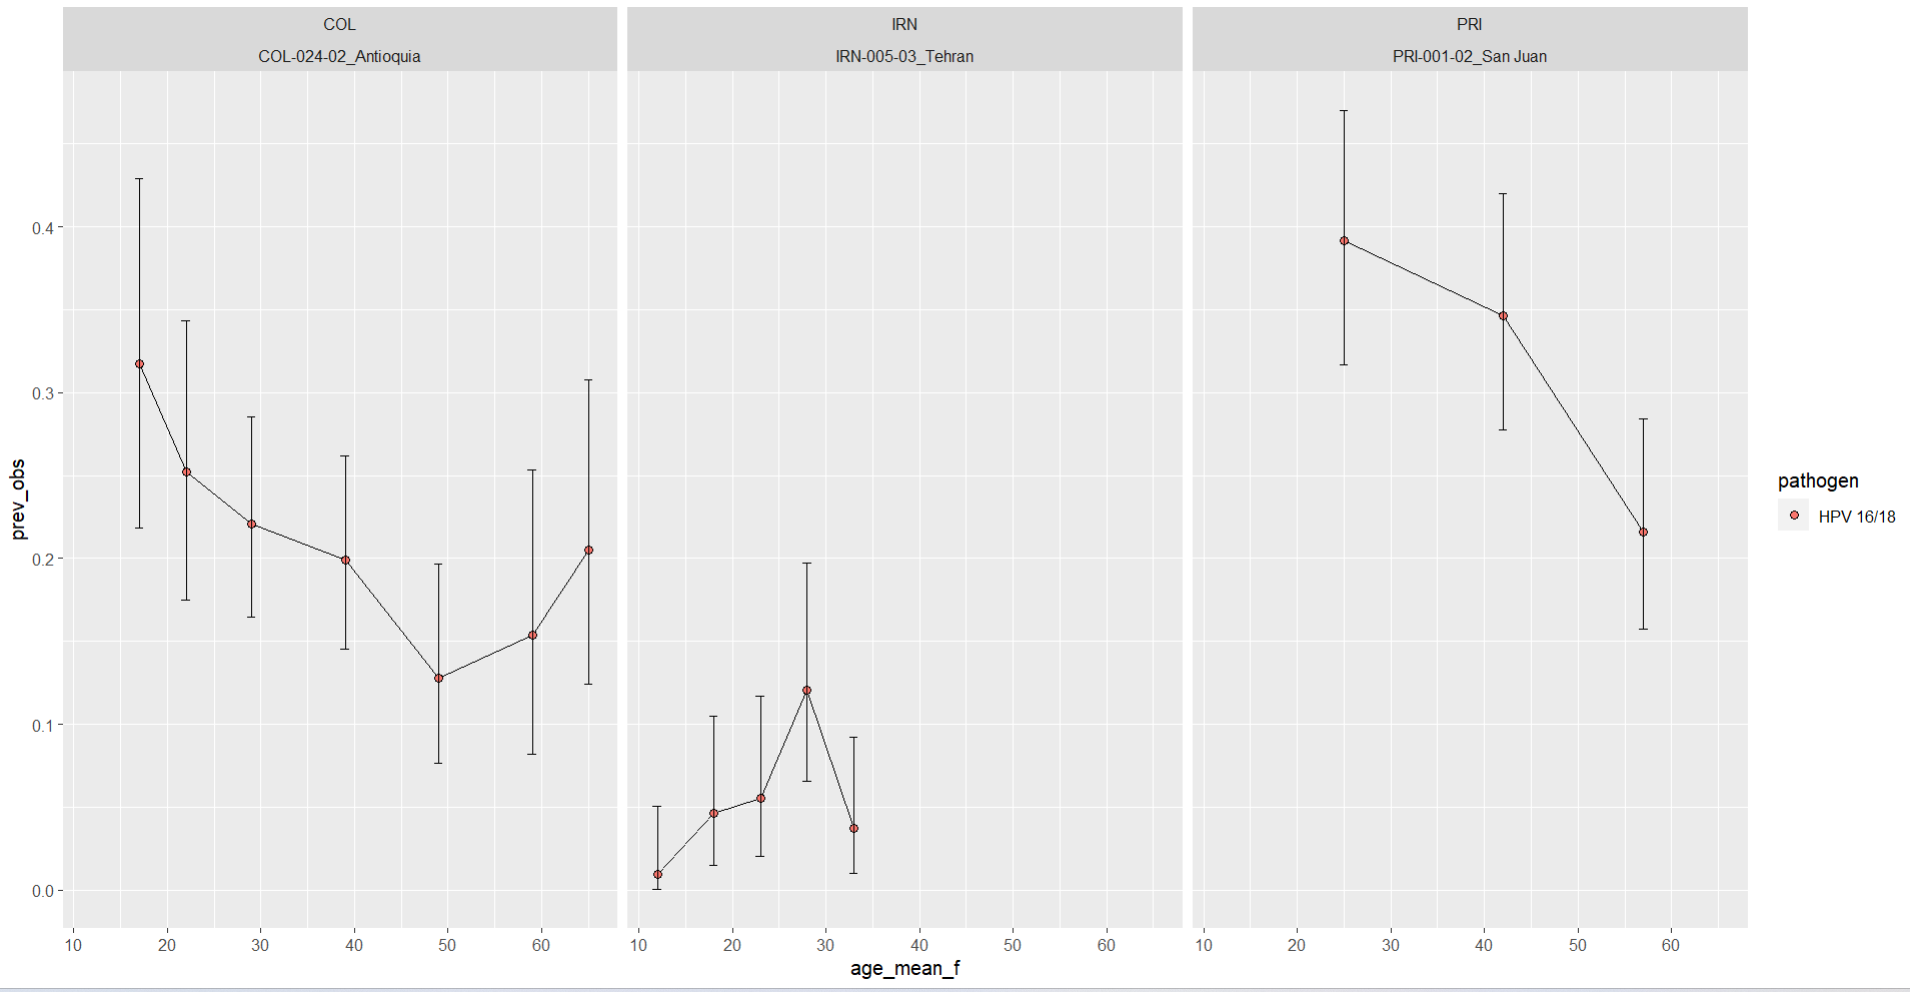 COL
IRN
PRI
COL-024-02_Antioquia
IRN-005-03_Tehran
PRI-001-02_San Juan
prev_obs
0.4
0.3
0.2
0.1
0.0
10 20 30 40 50 60
10 20 30 40 50 60
10 20 30 40 50 60
age_mean_f
pathogen
HPV 16/18